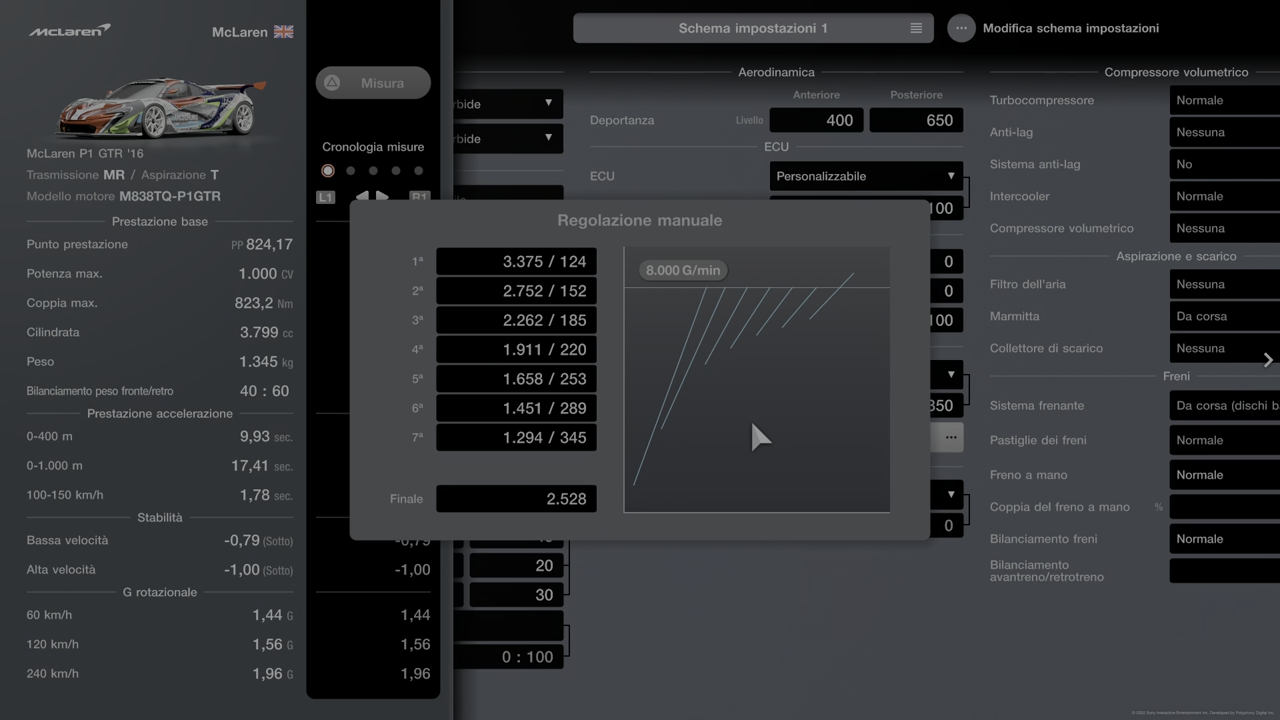 McLaren
McLaren
McLaren P1 GTR '16
Trasmissione MR / Aspirazione T
Modello motore M838TQ-P1GTR
Prestazione base
Punto prestazione PP 824,17
Potenza max. 1.000 CV
Coppia max. 823,2 Nm
Cilindrata 3.799 cc
Peso 1.345 kg
Bilanciamento peso fronte/retro 40 : 60
Prestazione accelerazione
0-400 m 9,93 sec.
0-1.000 m 17,41 sec.
100-150 km/h 1,78 sec.
Stabilità
Bassa velocità -0,79 (Sotto)
Alta velocità -1,00 (Sotto)
G rotazionale
60 km/h 1,44 G
120 km/h 1,56 G
240 km/h 1,96 G
Misura
Cronologia misure
L1 R1
-0,79
-1,00
1,44
1,56
1,96
Schema impostazioni 1
Modifica schema impostazioni
rbide
rbide
20
30
0 : 100
Aerodinamica
Anteriore Posteriore
Deportanza Livello 400 650
ECU
ECU Personalizzabile
100
0
0
100
350
0
Regolazione manuale
1ª 3.375 / 124
2ª 2.752 / 152
3ª 2.262 / 185
4ª 1.911 / 220
5ª 1.658 / 253
6ª 1.451 / 289
7ª 1.294 / 345
Finale 2.528
8.000 G/min
Compressore volumetrico
Turbocompressore Normale
Anti-lag Nessuna
Sistema anti-lag No
Intercooler Normale
Compressore volumetrico Nessuna
Aspirazione e scarico
Filtro dell'aria Nessuna
Marmitta Da corsa
Collettore di scarico Nessuna
Freni
Sistema frenante Da corsa (dischi b
Pastiglie dei freni Normale
Freno a mano Normale
Coppia del freno a mano %
Bilanciamento freni Normale
Bilanciamento
avantreno/retrotreno